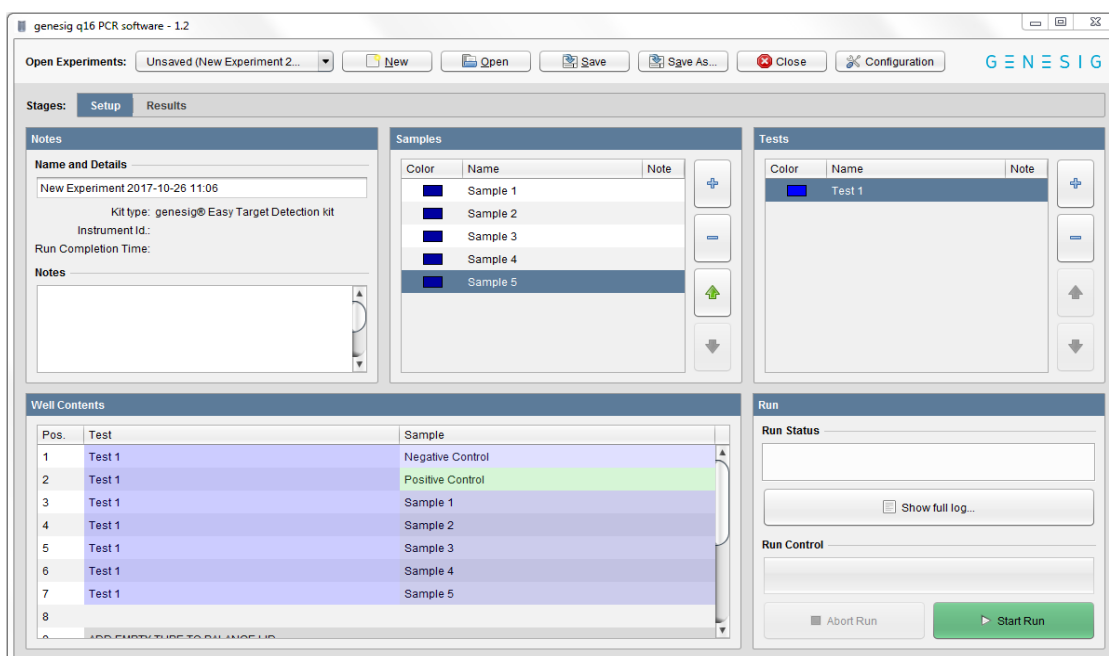 genesig q16 PCR software - 1.2
Open Experiments: Unsaved (New Experiment 2... New Open Save Save As... Close Configuration GENESIG
Stages: Setup Results
Notes
Name and Details
New Experiment 2017-10-26 11:06
Kit type: genesig® Easy Target Detection kit
Instrument Id.:
Run Completion Time:
Notes
Samples
Color Name Note
Sample 1
Sample 2
Sample 3
Sample 4
Sample 5
Tests
Color Name Note
Test 1
Well Contents
Pos. Test Sample
1 Test 1 Negative Control
2 Test 1 Positive Control
3 Test 1 Sample 1
4 Test 1 Sample 2
5 Test 1 Sample 3
6 Test 1 Sample 4
7 Test 1 Sample 5
8
ADD EMPTY TUBE TO BALANCE LID
Run
Run Status
Show full log...
Run Control
Abort Run Start Run